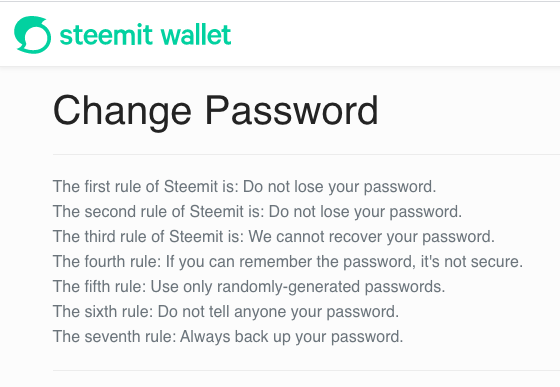 steemit wallet
Change Password
The first rule of Steemit is: Do not lose your password.
The second rule of Steemit is: Do not lose your password.
The third rule of Steemit is: We cannot recover your password.
The fourth rule: If you can remember the password, it's not secure.
The fifth rule: Use only randomly-generated passwords.
The sixth rule: Do not tell anyone your password.
The seventh rule: Always back up your password.